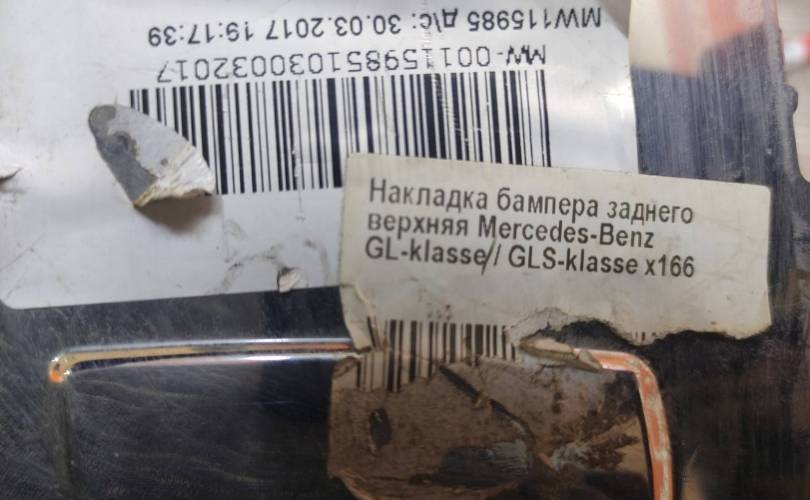 MW115985 д\с: 30.03.2017 19:17:39
MW-001159851030032017
Накладка бампера заднего
верхняя Mercedes-Benz
GL-klasse// GLS-klasse x166